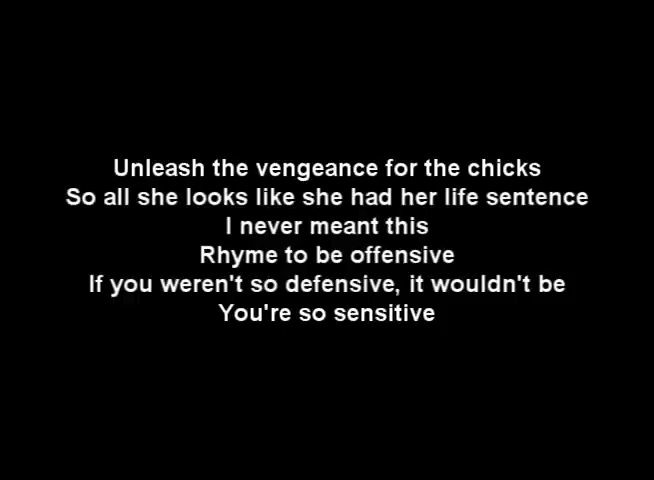 Unleash the vengeance for the chicks
So all she looks like she had her life sentence
I never meant this
Rhyme to be offensive
If you weren't so defensive, it wouldn't be
You're so sensitive